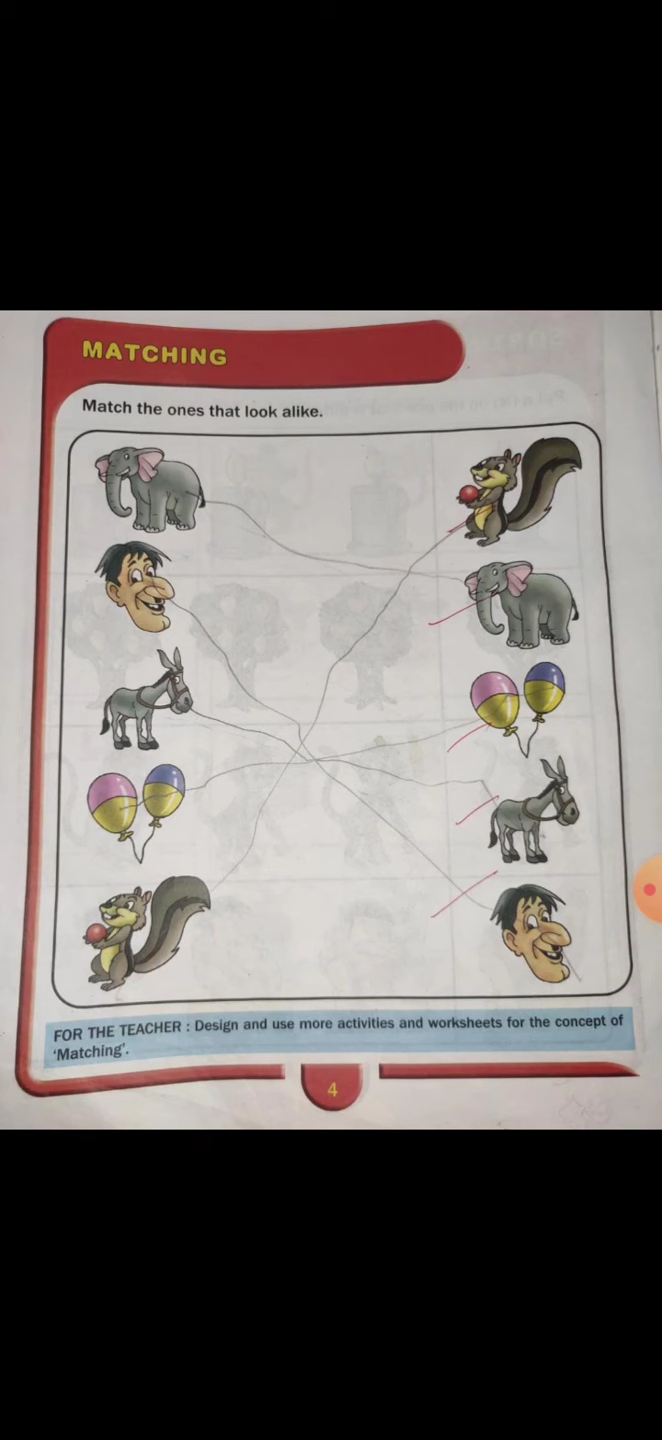 MATCHING
Match the ones that look alike.
FOR THE TEACHER : Design and use more activities and worksheets for the concept of
'Matching'.
4